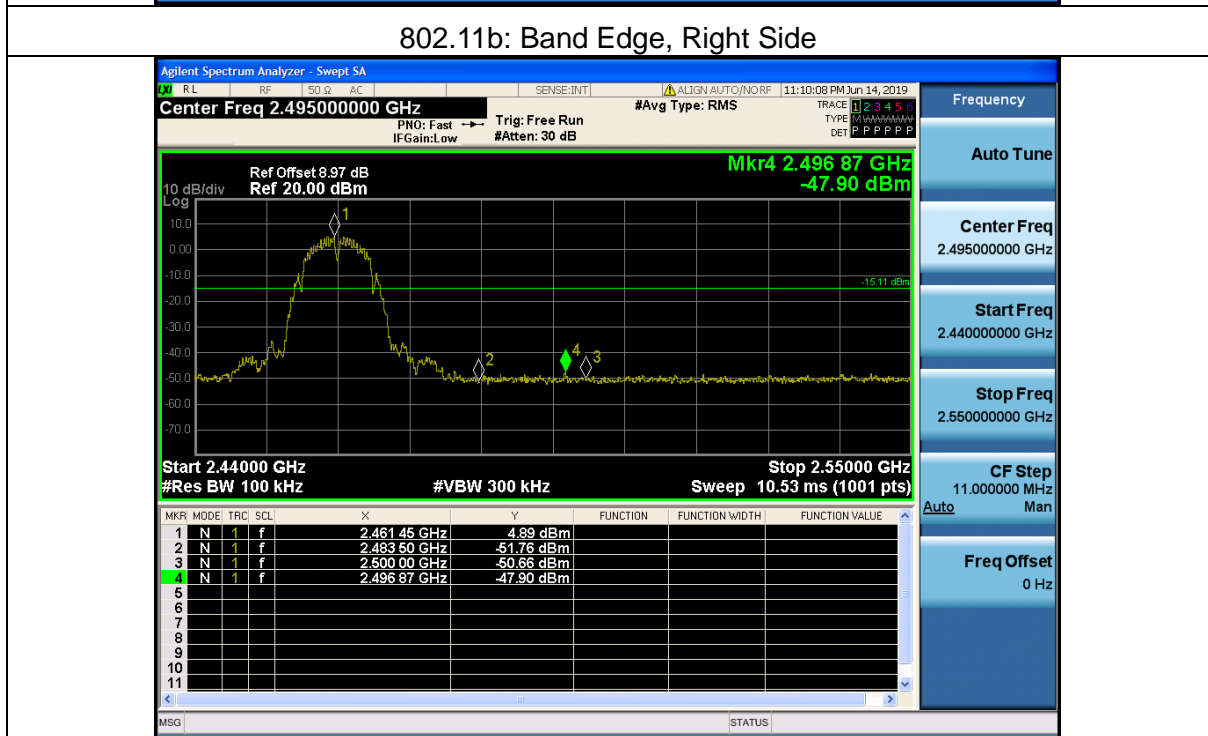 802.11b: Band Edge, Right Side
Agilent Spectrum Analyzer - Swept SA
LXI RL RF 50 Ω AC SENSE:INT ALIGN AUTO/NO RF 11:10:08 PM Jun 14, 2019
Center Freq 2.495000000 GHz #Avg Type: RMS TRACE 1 2 3 4 5 6
PNO: Fast Trig: Free Run TYPE MWWWWW
IFGain:Low #Atten: 30 dB DET P P P P P P
Mkr4 2.496 87 GHz
-47.90 dBm
Ref Offset 8.97 dB
10 dB/div Ref 20.00 dBm
Log
10.0
0.00
-10.0
-20.0
-30.0
-40.0
-50.0
-60.0
-70.0
1
-15.11 dBm
2
4
3
Start 2.44000 GHz Stop 2.55000 GHz
#Res BW 100 kHz #VBW 300 kHz Sweep 10.53 ms (1001 pts)
MKR MODE TRC SCL X Y FUNCTION FUNCTION WIDTH FUNCTION VALUE
1 N 1 f 2.461 45 GHz 4.89 dBm
2 N 1 f 2.483 50 GHz -51.76 dBm
3 N 1 f 2.500 00 GHz -50.66 dBm
4 N 1 f 2.496 87 GHz -47.90 dBm
5
6
7
8
9
10
11
MSG STATUS
Frequency
Auto Tune
Center Freq
2.495000000 GHz
Start Freq
2.440000000 GHz
Stop Freq
2.550000000 GHz
CF Step
11.000000 MHz
Auto Man
Freq Offset
0 Hz